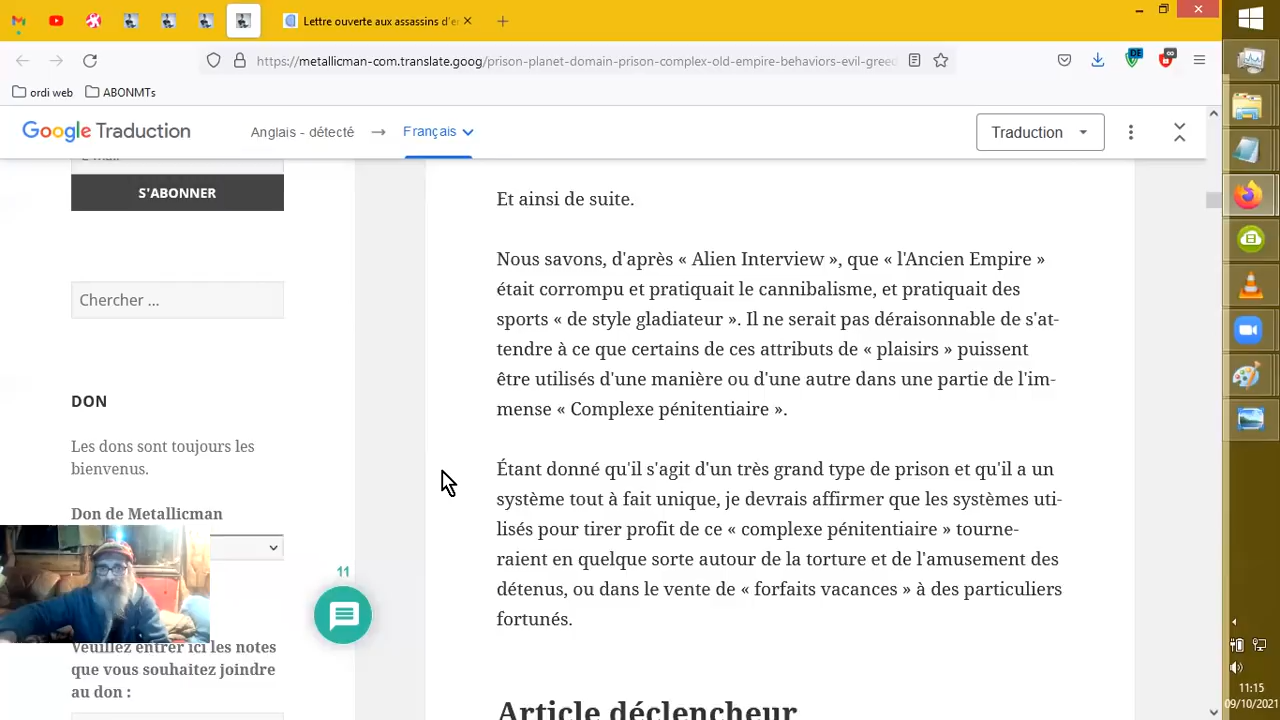 Lettre ouverte aux assassins d'e
https://metallicman-com.translate.goog/prison-planet-domain-prison-complex-old-empire-behaviors-evil-greed
ordi web
ABONMTs
Google Traduction
Anglais - détecté
Français
Traduction
S'ABONNER
Chercher ...
DON
Les dons sont toujours les
bienvenus.
Don de Metallicman
Veuillez entrer ici les notes
que vous souhaitez joindre
au don :
11
Et ainsi de suite.
Nous savons, d'après « Alien Interview », que « l'Ancien Empire »
était corrompu et pratiquait le cannibalisme, et pratiquait des
sports « de style gladiateur ». Il ne serait pas déraisonnable de s'at-
tendre à ce que certains de ces attributs de « plaisirs » puissent
être utilisés d'une manière ou d'une autre dans une partie de l'im-
mense « Complexe pénitentiaire ».
Étant donné qu'il s'agit d'un très grand type de prison et qu'il a un
système tout à fait unique, je devrais affirmer que les systèmes uti-
lisés pour tirer profit de ce « complexe pénitentiaire » tourne-
raient en quelque sorte autour de la torture et de l'amusement des
détenus, ou dans le vente de « forfaits vacances » à des particuliers
fortunés.
Article déclencheur
DE
11:15
09/10/2021